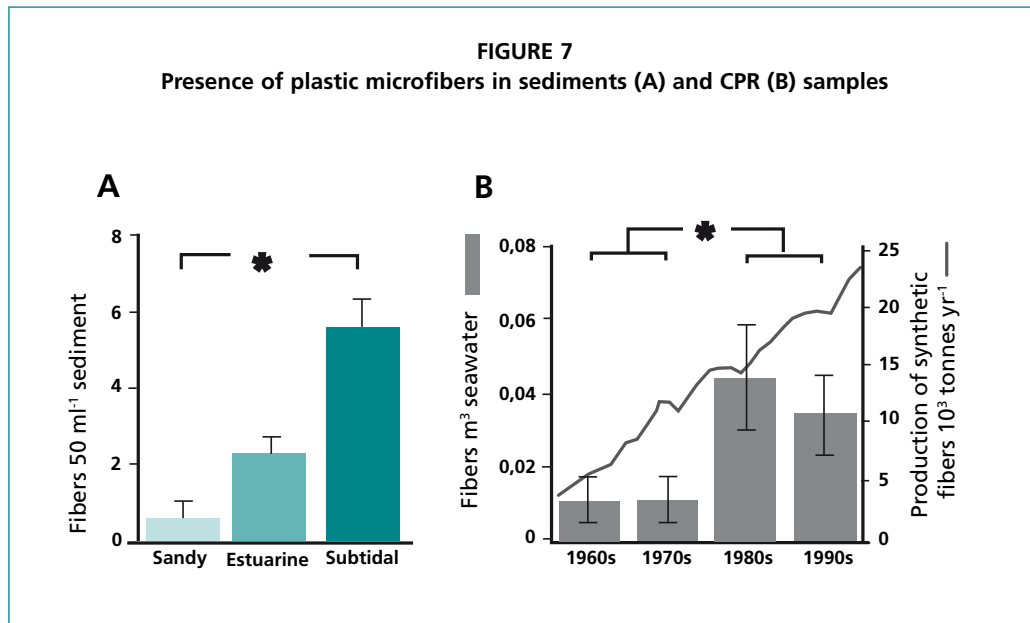 FIGURE 7
Presence of plastic microfibers in sediments (A) and CPR (B) samples
A
Fibers 50 ml⁻¹ sediment
8
6
4
2
0
*
Sandy Estuarine Subtidal
B
Fibers m³ seawater
0,08
0,06
0,04
0,02
0
*
1960s 1970s 1980s 1990s
25
20
15
10
5
0
Production of synthetic
fibers 10³ tonnes yr⁻¹